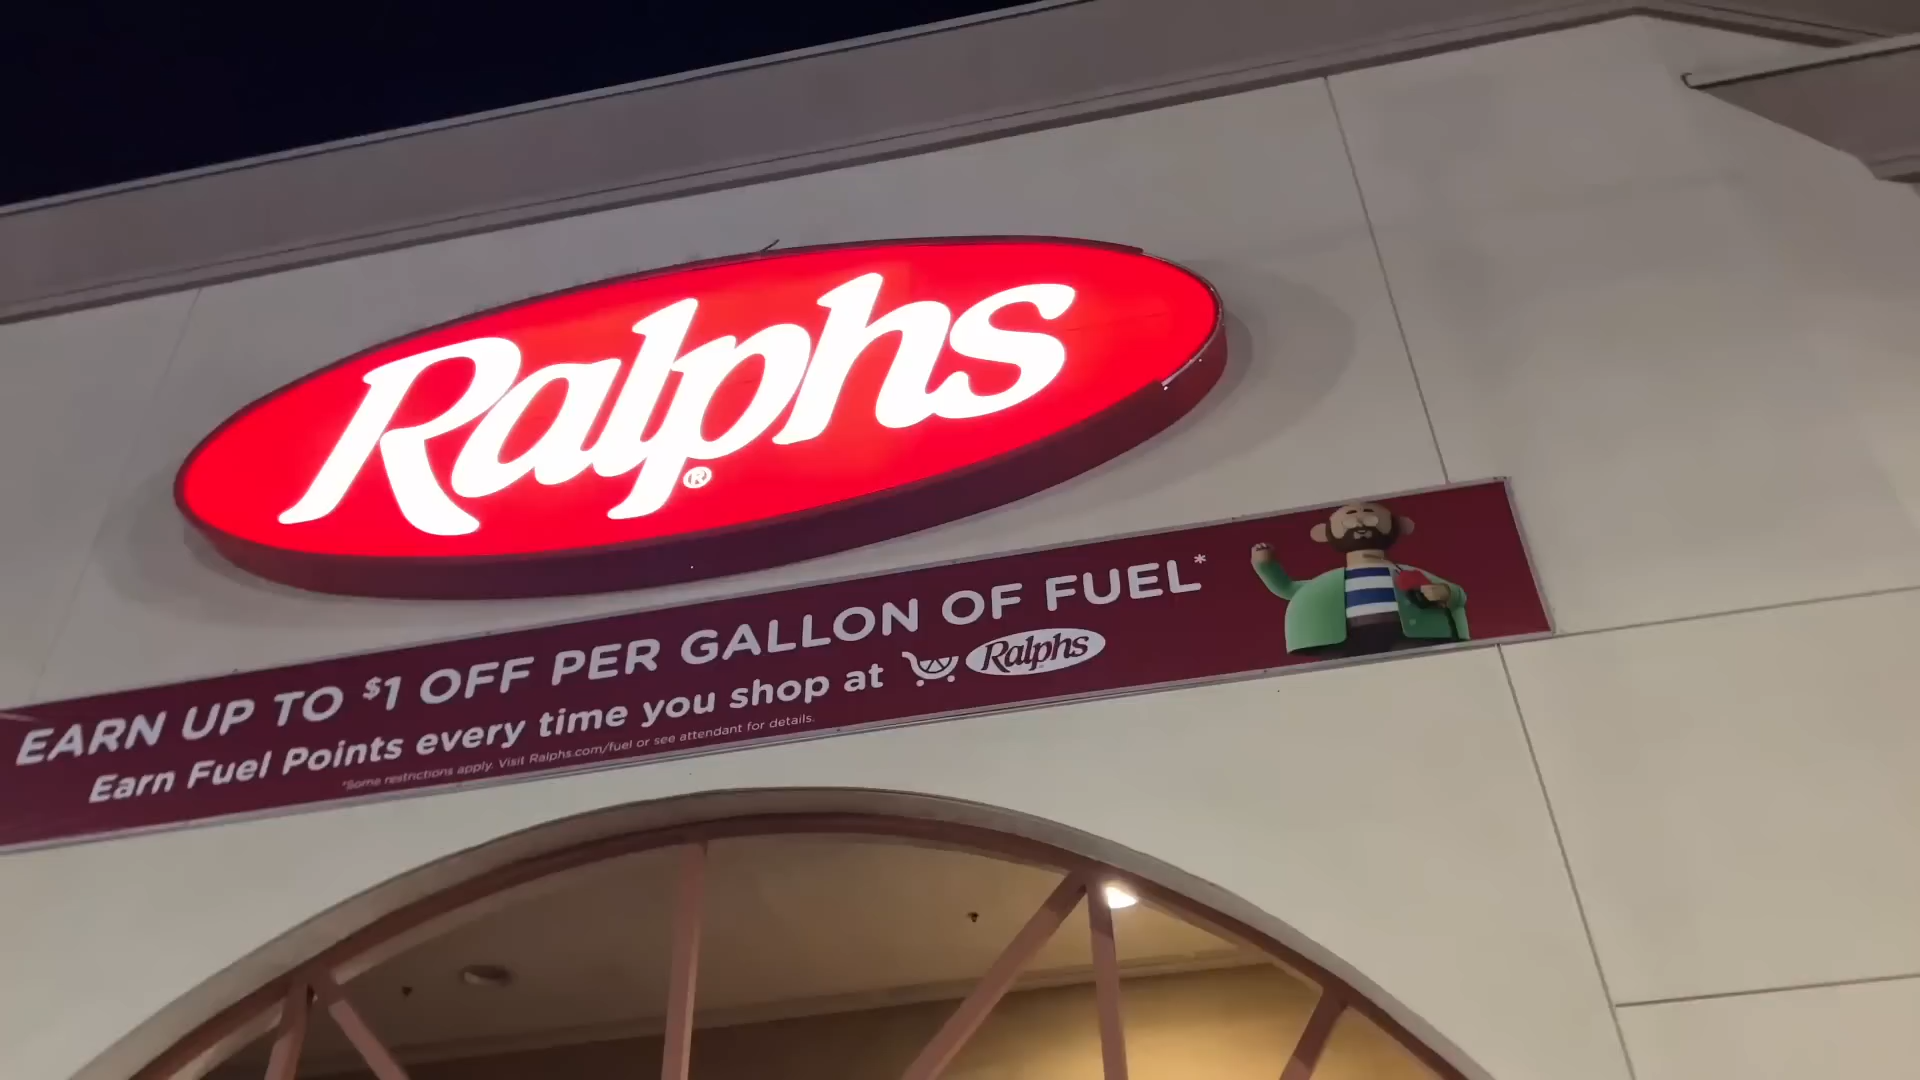 Ralphs®
EARN UP TO $1 OFF PER GALLON OF FUEL*
Earn Fuel Points every time you shop at Ralphs
*Some restrictions apply. Visit Ralphs.com/fuel or see attendant for details.